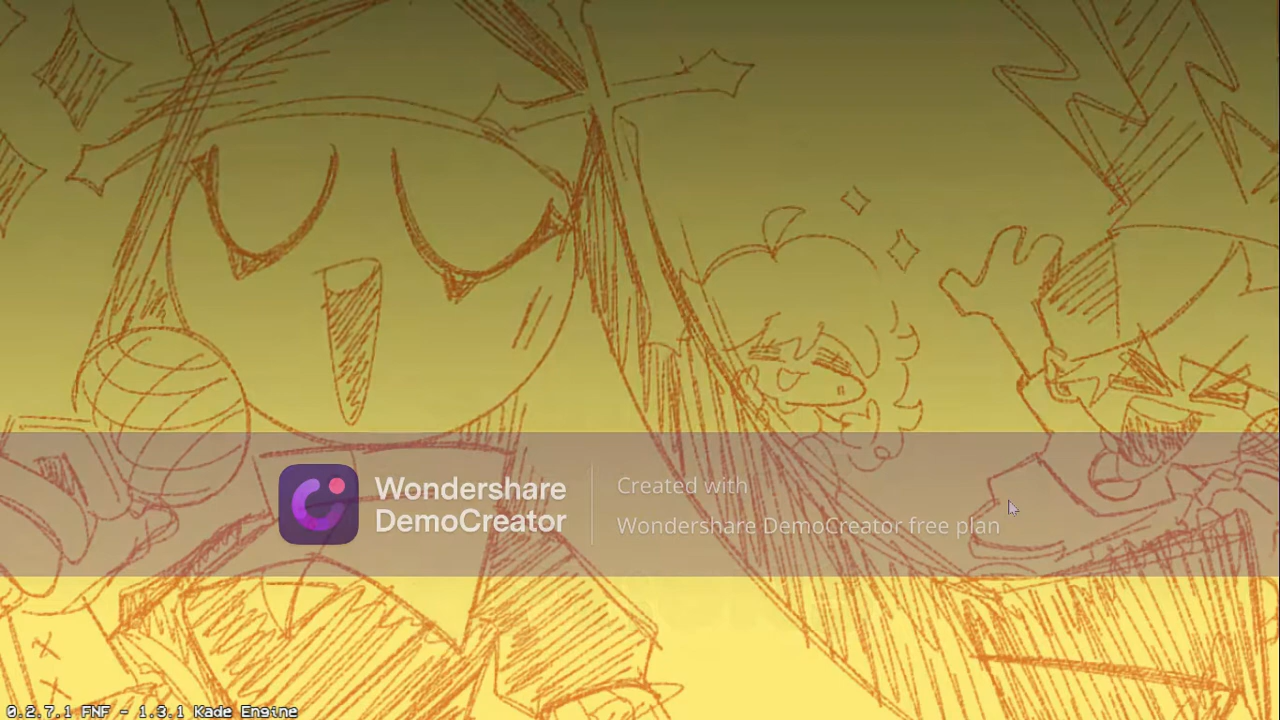 Wondershare
DemoCreator
Created with
Wondershare DemoCreator free plan
0.2.7.1 FNF - 1.3.1 Kade Engine